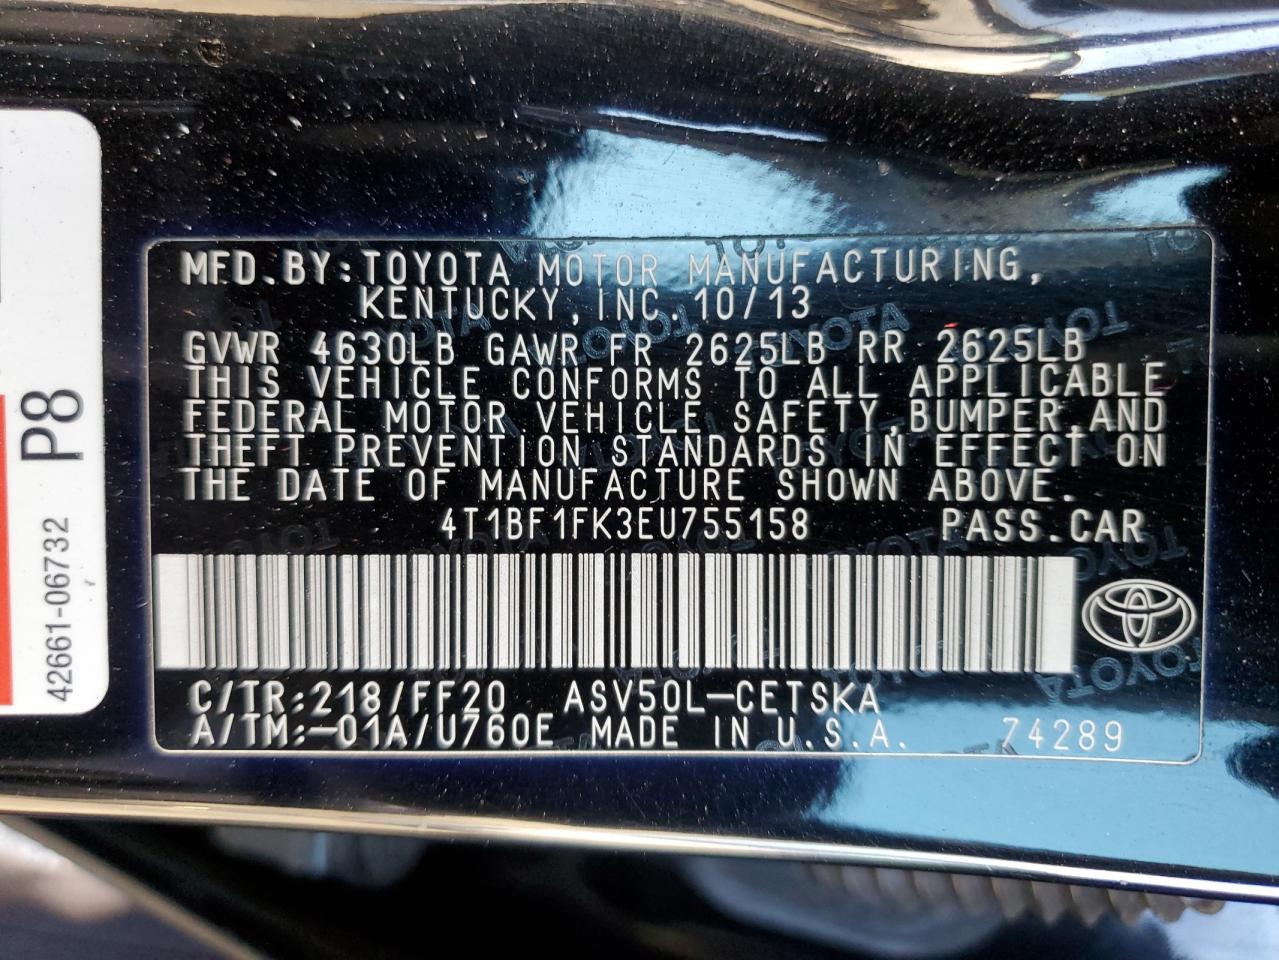 MFD.BY:TOYOTA MOTOR MANUFACTURING,
KENTUCKY,INC. 10/13
GVWR 4630LB GAWR FR 2625LB RR 2625LB
THIS VEHICLE CONFORMS TO ALL APPLICABLE
FEDERAL MOTOR VEHICLE SAFETY,BUMPER,AND
THEFT PREVENTION STANDARDS IN EFFECT ON
THE DATE OF MANUFACTURE SHOWN ABOVE.
4T1BF1FK3EU755158 PASS.CAR
C/TR:218/FF20 ASV50L-CETSKA
A/TM:-01A/U760E MADE IN U.S.A. 74289
P8
42661-06732